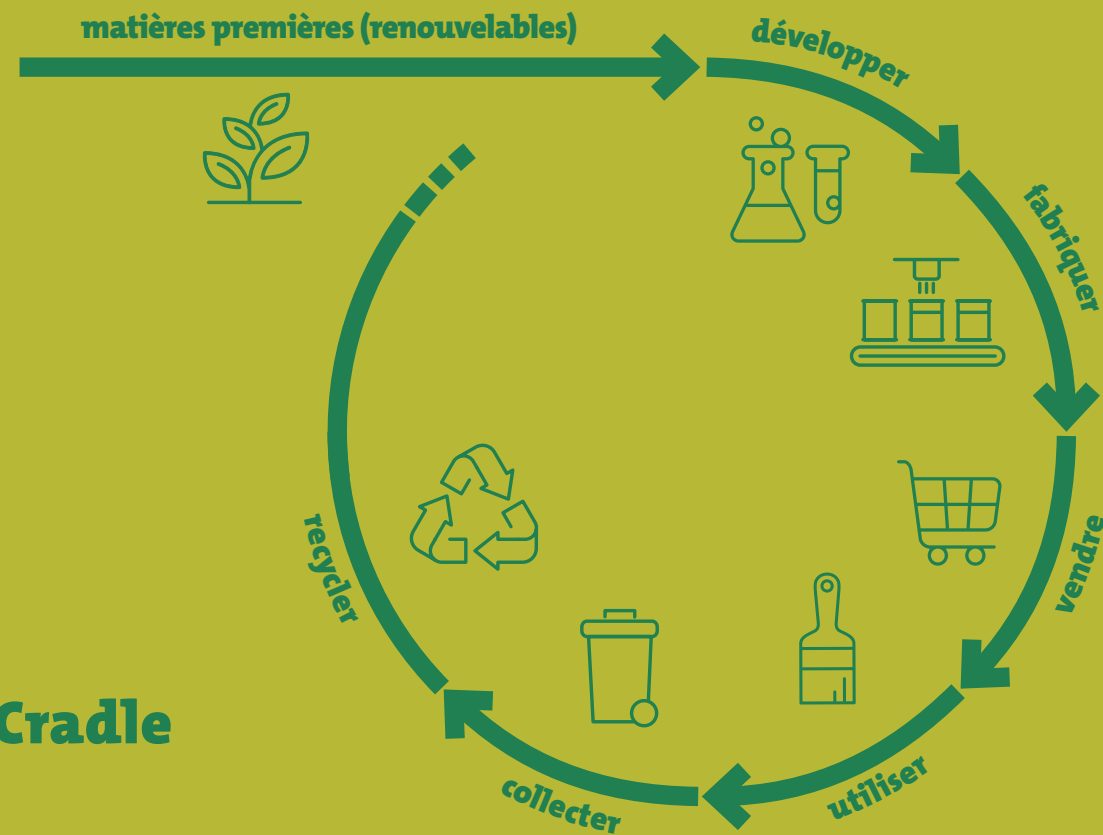 matières premières (renouvelables)
développer
fabriquer
vendre
utiliser
collecter
recycler
Cradle